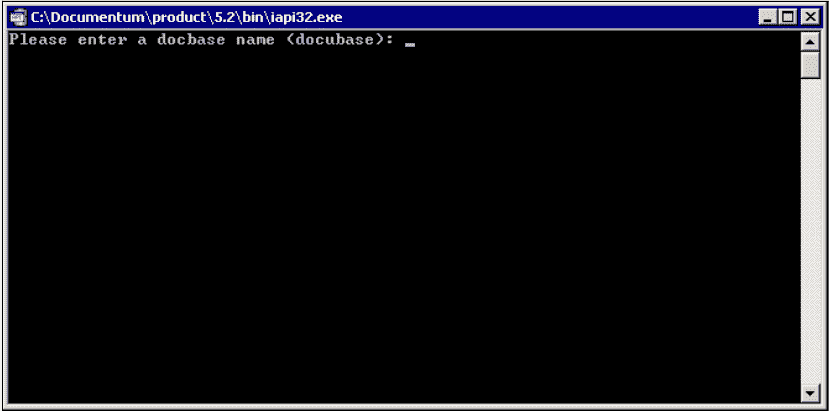 C:\Documentum\product\5.2\bin\iapi32.exe
Please enter a docbase name (docubase): _